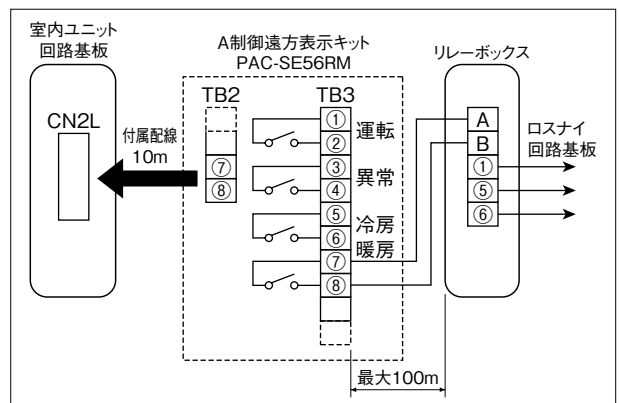 室内ユニット
回路基板
CN2L
付属配線
10m
A制御遠方表示キット
PAC-SE56RM
TB2
⑦
⑧
TB3
①
② 運転
③
④ 異常
⑤
⑥ 冷房
⑦ 暖房
⑧
リレーボックス
A
B
①
⑤
⑥
ロスナイ
回路基板
最大100m